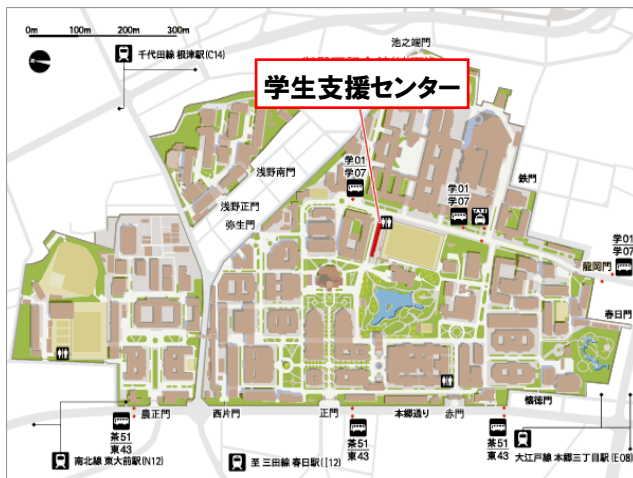 0m 100m 200m 300m
千代田線 根津駅(C14)
池之端門
学生支援センター
学01
学07
学01
学07
TAXI
鉄門
浅野南門
浅野正門
弥生門
学01
学07
龍岡門
春日門
農正門
西片門
正門
本郷通り
赤門
懐徳門
茶51
東43
茶51
東43
茶51
東43
南北線 東大前駅(N12)
至 三田線 春日駅(I12)
大江戸線 本郷三丁目駅(E08)